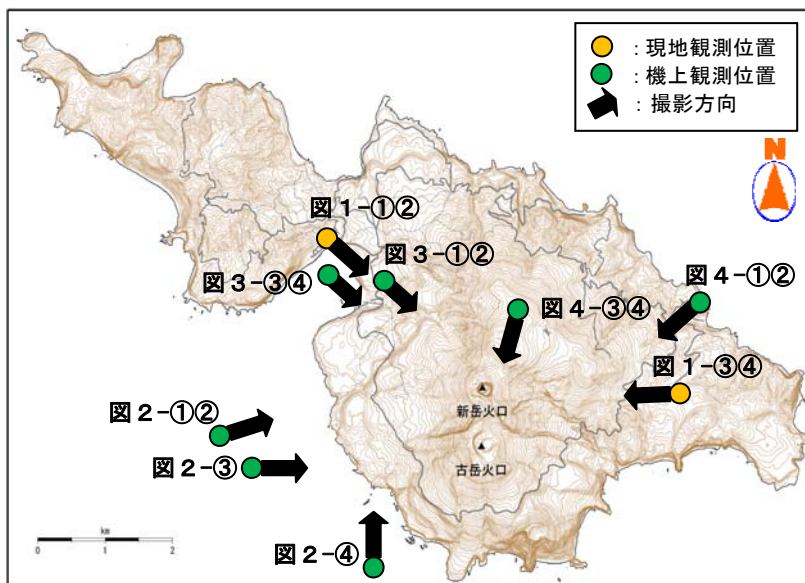 ：現地観測位置
：機上観測位置
：撮影方向
N
図1-①②
図3-①②
図3-③④
図4-①②
図4-③④
図1-③④
新岳火口
図2-①②
古岳火口
図2-③
図2-④
km
0 1 2